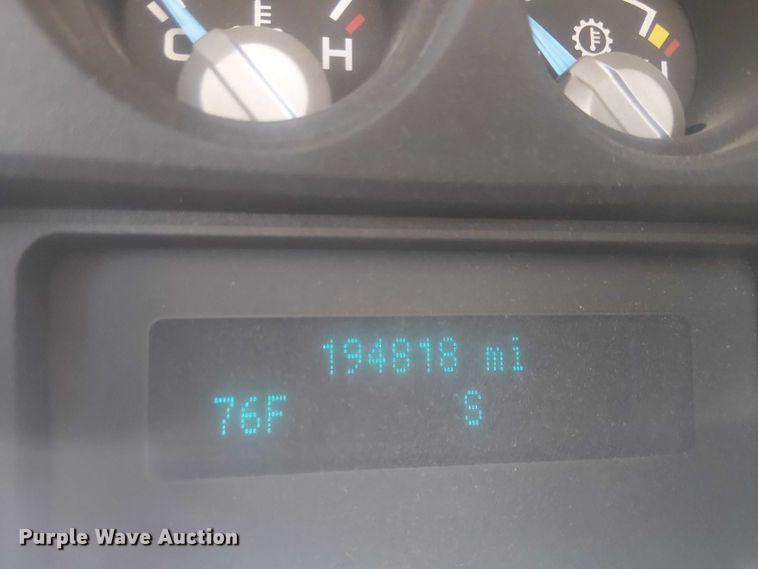 C H
194818 mi
76F S
Purple Wave Auction